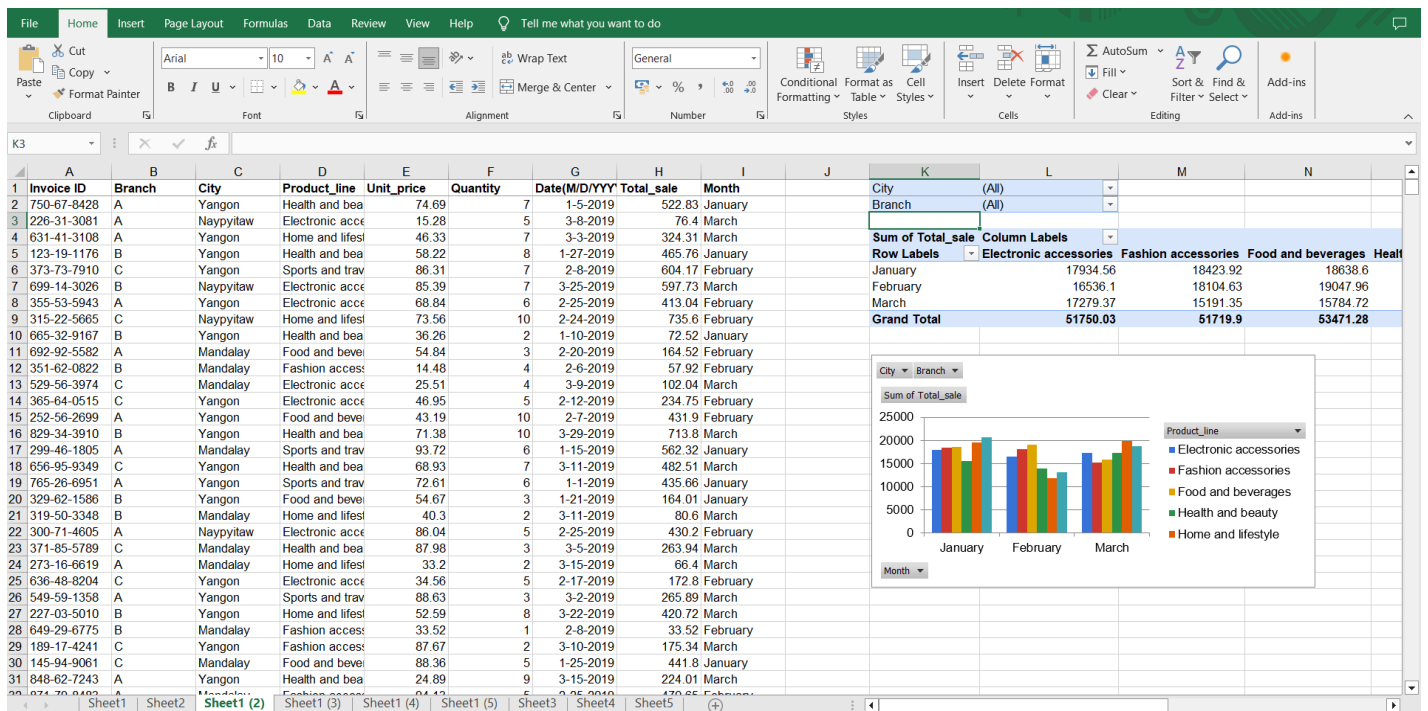 File Home Insert Page Layout Formulas Data Review View Help Tell me what you want to do
Cut
Copy
Format Painter
Paste
Clipboard
Arial 10
B I U
Font
Wrap Text
Merge & Center
Alignment
General
Number
Conditional Formatting
Format as Table
Cell Styles
Styles
Insert Delete Format
Cells
AutoSum
Fill
Clear
Sort & Filter
Find & Select
Editing
Add-ins
Add-ins
K3 fx
A B C D E F G H I J K L M N
1 Invoice ID Branch City Product_line Unit_price Quantity Date(M/D/YYY Total_sale Month City (All)
2 750-67-8428 A Yangon Health and bea 74.69 7 1-5-2019 522.83 January Branch (All)
3 226-31-3081 A Naypyitaw Electronic acce 15.28 5 3-8-2019 76.4 March
4 631-41-3108 A Yangon Home and lifest 46.33 7 3-3-2019 324.31 March Sum of Total_sale Column Labels
5 123-19-1176 B Yangon Health and bea 58.22 8 1-27-2019 465.76 January Row Labels Electronic accessories Fashion accessories Food and beverages Healt
6 373-73-7910 C Yangon Sports and trav 86.31 7 2-8-2019 604.17 February January 17934.56 18423.92 18638.6
7 699-14-3026 B Naypyitaw Electronic acce 85.39 7 3-25-2019 597.73 March February 16536.1 18104.63 19047.96
8 355-53-5943 A Yangon Electronic acce 68.84 6 2-25-2019 413.04 February March 17279.37 15191.35 15784.72
9 315-22-5665 C Naypyitaw Home and lifest 73.56 10 2-24-2019 735.6 February Grand Total 51750.03 51719.9 53471.28
10 665-32-9167 B Yangon Health and bea 36.26 2 1-10-2019 72.52 January
11 692-92-5582 A Mandalay Food and bever 54.84 3 2-20-2019 164.52 February
12 351-62-0822 B Mandalay Fashion access 14.48 4 2-6-2019 57.92 February
13 529-56-3974 C Mandalay Electronic acce 25.51 4 3-9-2019 102.04 March
14 365-64-0515 C Mandalay Electronic acce 46.95 5 2-12-2019 234.75 February
15 252-56-2699 A Yangon Food and bever 43.19 10 2-7-2019 431.9 February
16 829-34-3910 B Yangon Health and bea 71.38 10 3-29-2019 713.8 March
17 299-46-1805 A Mandalay Sports and trav 93.72 6 1-15-2019 562.32 January
18 656-95-9349 C Yangon Health and bea 68.93 7 3-11-2019 482.51 March
19 765-26-6951 A Yangon Sports and trav 72.61 6 1-1-2019 435.66 January
20 329-62-1586 B Yangon Food and bever 54.67 3 1-21-2019 164.01 January
21 319-50-3348 B Mandalay Home and lifest 40.3 2 3-11-2019 80.6 March
22 300-71-4605 A Naypyitaw Electronic acce 86.04 5 2-25-2019 430.2 February
23 371-85-5789 C Mandalay Health and bea 87.98 3 3-5-2019 263.94 March
24 273-16-6619 A Mandalay Home and lifest 33.2 2 3-15-2019 66.4 March
25 636-48-8204 C Yangon Electronic acce 34.56 5 2-17-2019 172.8 February
26 549-59-1358 A Yangon Sports and trav 88.63 3 3-2-2019 265.89 March
27 227-03-5010 B Yangon Home and lifest 52.59 8 3-22-2019 420.72 March
28 649-29-6775 B Mandalay Fashion access 33.52 1 2-8-2019 33.52 February
29 189-17-4241 C Yangon Fashion access 87.67 2 3-10-2019 175.34 March
30 145-94-9061 C Mandalay Food and bever 88.36 5 1-25-2019 441.8 January
31 848-62-7243 A Yangon Health and bea 24.89 9 3-15-2019 224.01 March
City Branch
Sum of Total_sale
25000
20000
15000
10000
5000
0
January February March
Product_line
Electronic accessories
Fashion accessories
Food and beverages
Health and beauty
Home and lifestyle
Month
Sheet1 Sheet2 Sheet1 (2) Sheet1 (3) Sheet1 (4) Sheet1 (5) Sheet3 Sheet4 Sheet5